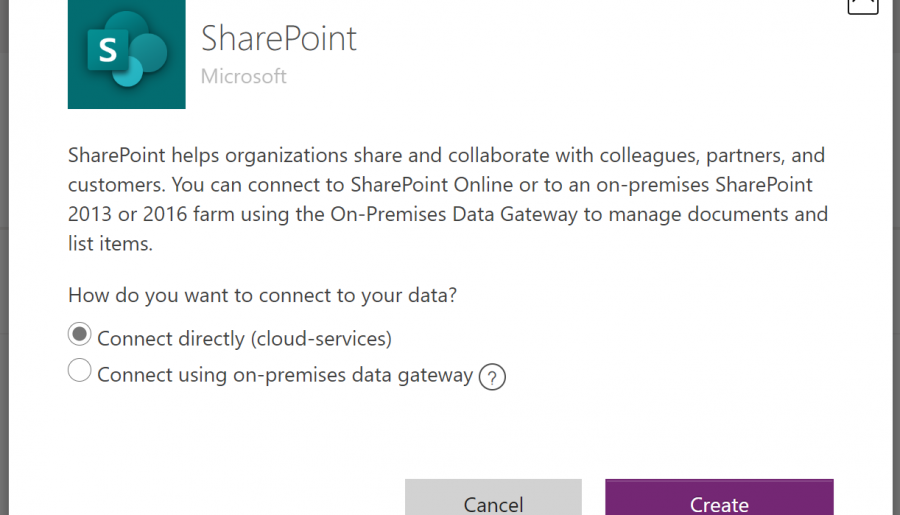 S
SharePoint
Microsoft
SharePoint helps organizations share and collaborate with colleagues, partners, and
customers. You can connect to SharePoint Online or to an on-premises SharePoint
2013 or 2016 farm using the On-Premises Data Gateway to manage documents and
list items.
How do you want to connect to your data?
Connect directly (cloud-services)
Connect using on-premises data gateway ?
Cancel
Create